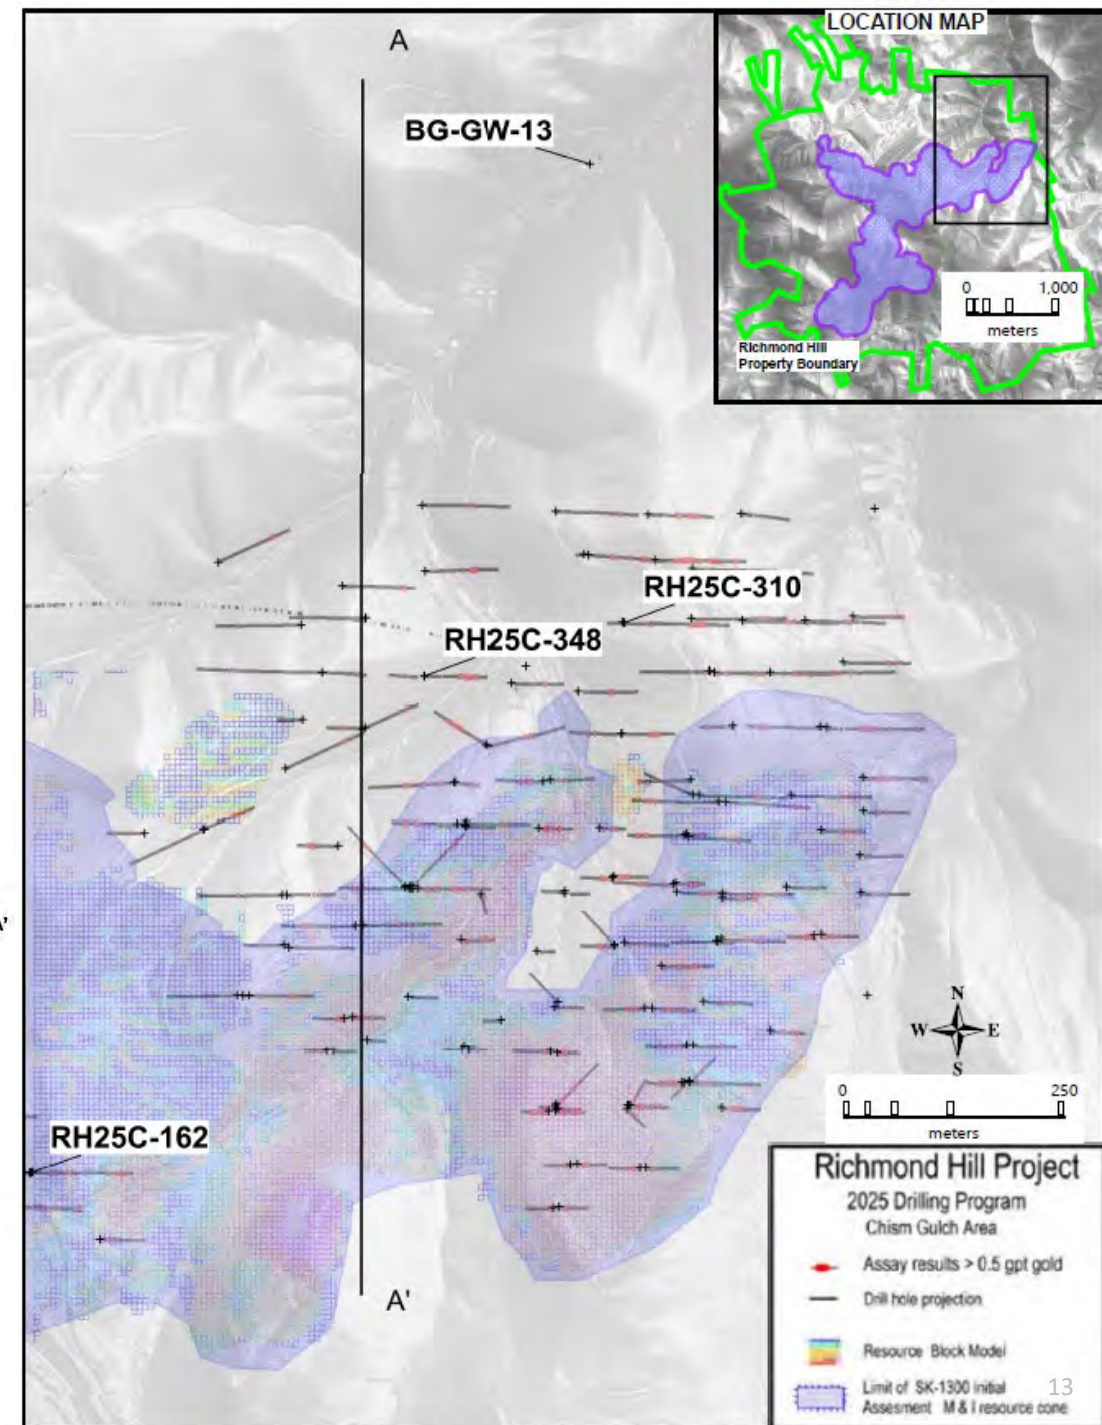 A
LOCATION MAP
BG-GW-13
0 1,000
meters
Richmond Hill
Property Boundary
RH25C-310
RH25C-348
A'
N
W E
S
0 250
meters
RH25C-162
A'
Richmond Hill Project
2025 Drilling Program
Chism Gulch Area
Assay results > 0.5 gpt gold
Drill hole projection
Resource Block Model
Limit of SK-1300 initial
Assesment M & I resource cone
13